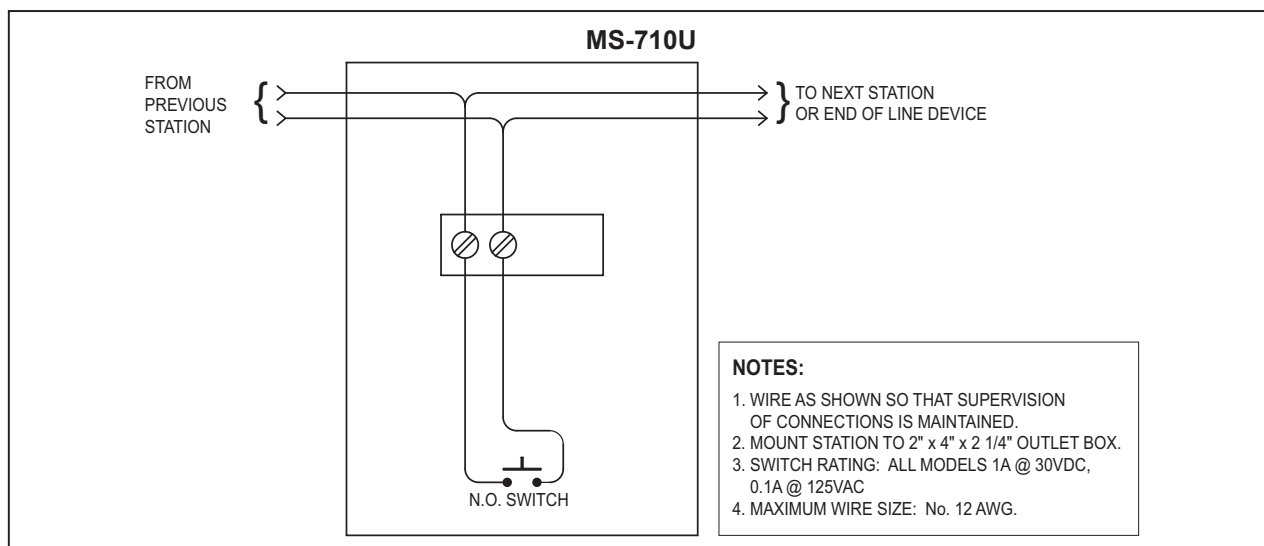 MS-710U
FROM
PREVIOUS
STATION
TO NEXT STATION
OR END OF LINE DEVICE
N.O. SWITCH
NOTES:
1. WIRE AS SHOWN SO THAT SUPERVISION
OF CONNECTIONS IS MAINTAINED.
2. MOUNT STATION TO 2" x 4" x 2 1/4" OUTLET BOX.
3. SWITCH RATING: ALL MODELS 1A @ 30VDC,
0.1A @ 125VAC
4. MAXIMUM WIRE SIZE: No. 12 AWG.